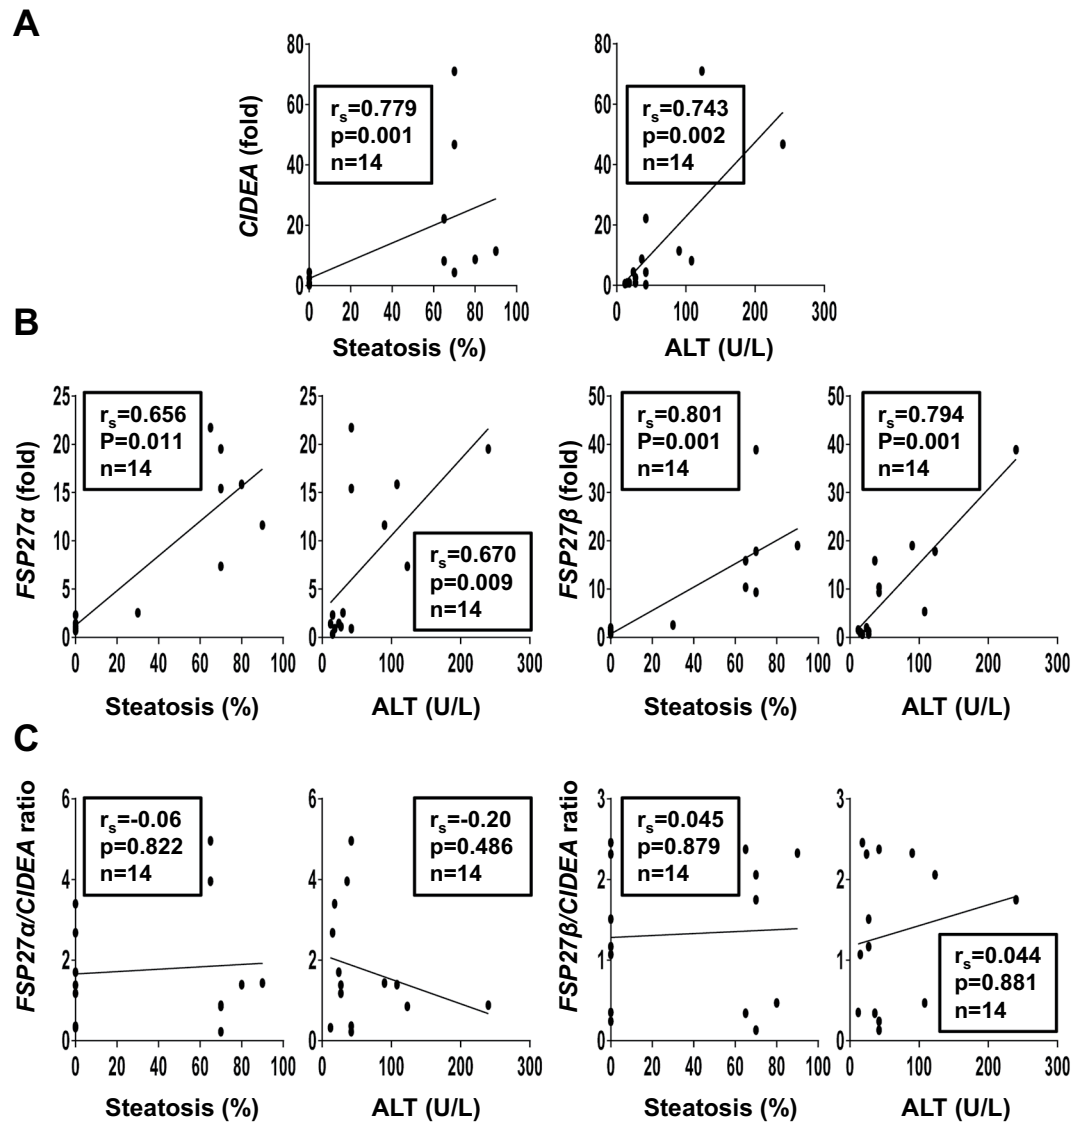 A
CIDEA (fold)
80
60
40
20
0
rs=0.779
p=0.001
n=14
0 20 40 60 80 100
Steatosis (%)
rs=0.743
p=0.002
n=14
80
60
40
20
0
0 100 200 300
ALT (U/L)
B
FSP27α (fold)
25
20
15
10
5
0
rs=0.656
P=0.011
n=14
0 20 40 60 80 100
Steatosis (%)
25
20
15
10
5
0
rs=0.670
p=0.009
n=14
0 100 200 300
ALT (U/L)
FSP27β (fold)
50
40
30
20
10
0
rs=0.801
P=0.001
n=14
0 20 40 60 80 100
Steatosis (%)
50
40
30
20
10
0
rs=0.794
P=0.001
n=14
0 100 200 300
ALT (U/L)
C
FSP27α/CIDEA ratio
6
4
2
0
rs=-0.06
p=0.822
n=14
0 20 40 60 80 100
Steatosis (%)
6
4
2
0
rs=-0.20
p=0.486
n=14
0 100 200 300
ALT (U/L)
FSP27β/CIDEA ratio
3
2
1
0
rs=0.045
p=0.879
n=14
0 20 40 60 80 100
Steatosis (%)
3
2
1
0
rs=0.044
p=0.881
n=14
0 100 200 300
ALT (U/L)